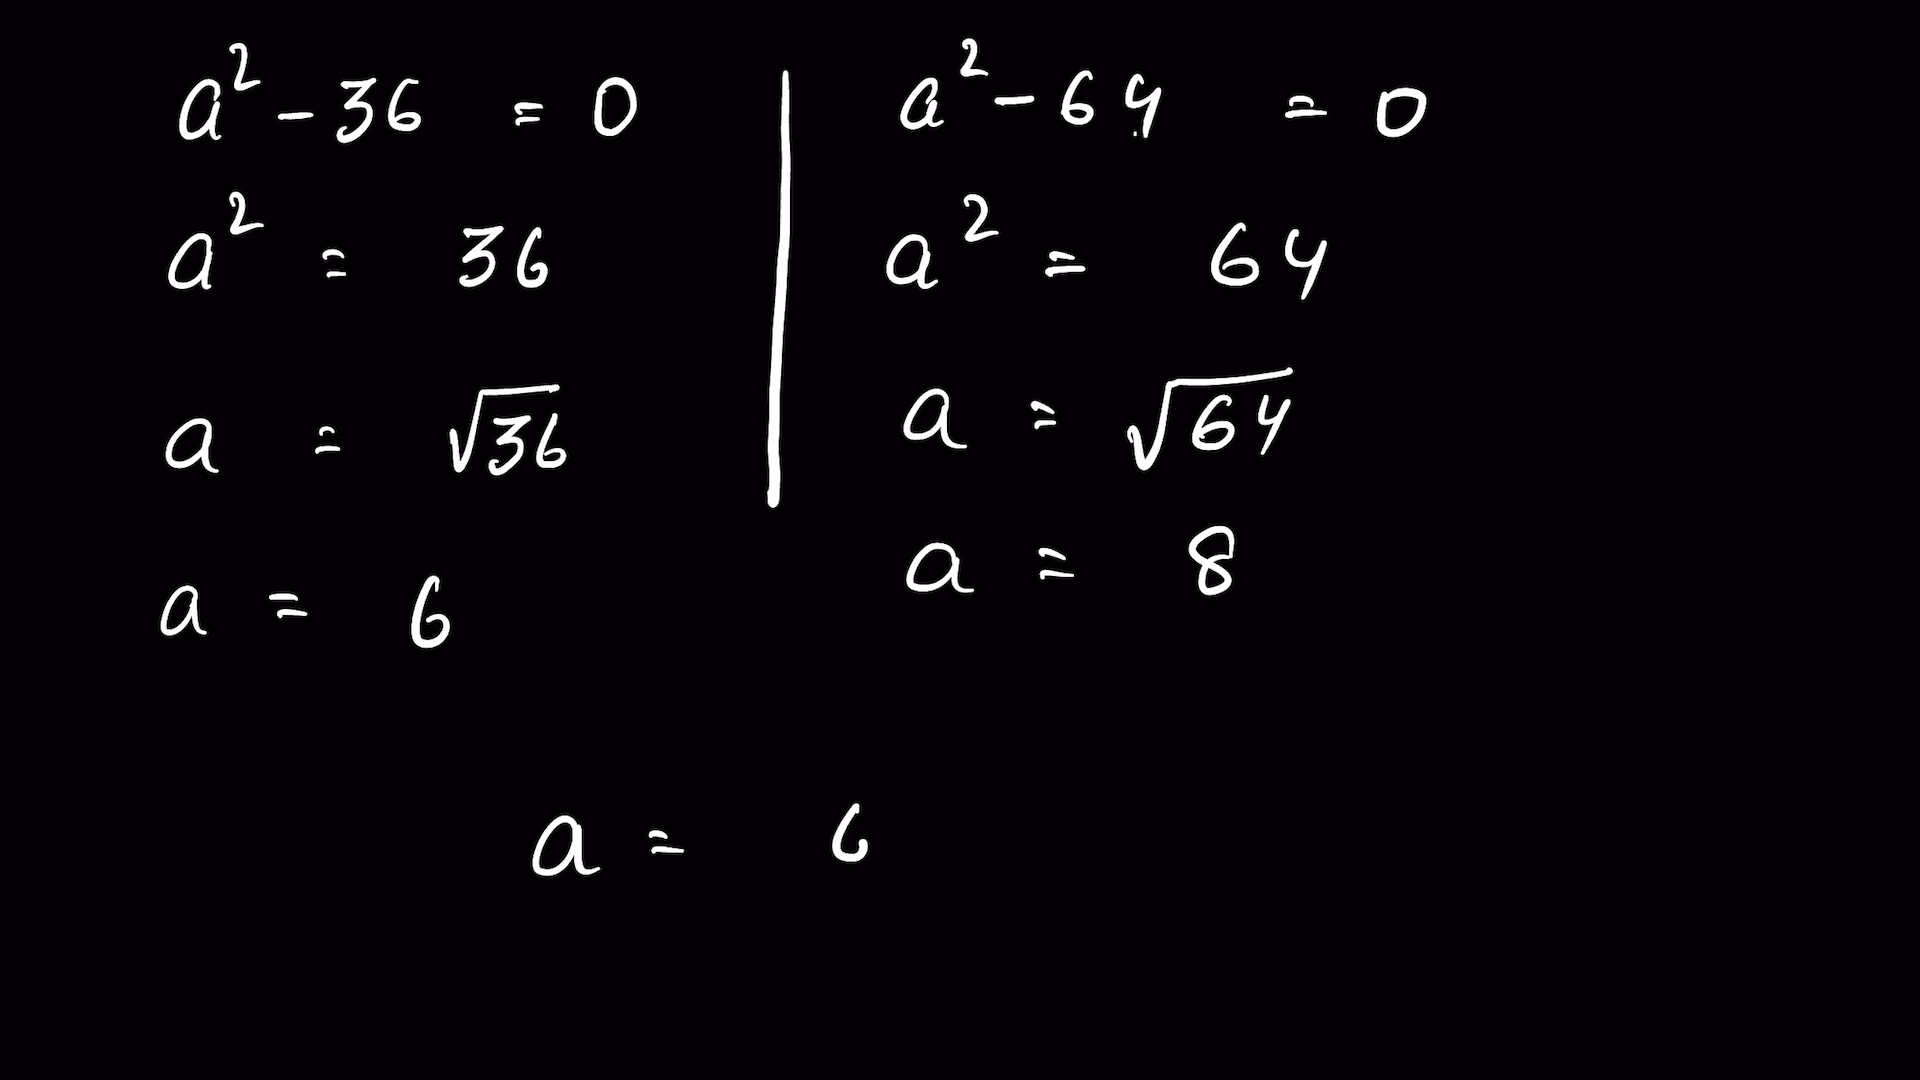 a² - 36 = 0
a² = 36
a = √36
a = 6
a² - 64 = 0
a² = 64
a = √64
a = 8
a = 6